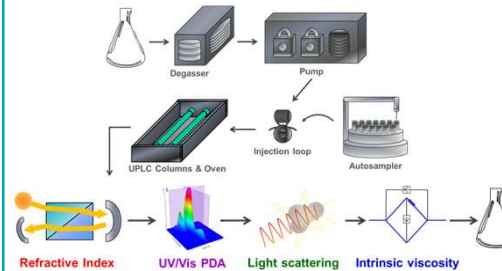 Degasser
Pump
UPLC Columns & Oven
Injection loop
Autosampler
Refractive Index
UV/Vis PDA
Light scattering
Intrinsic viscosity